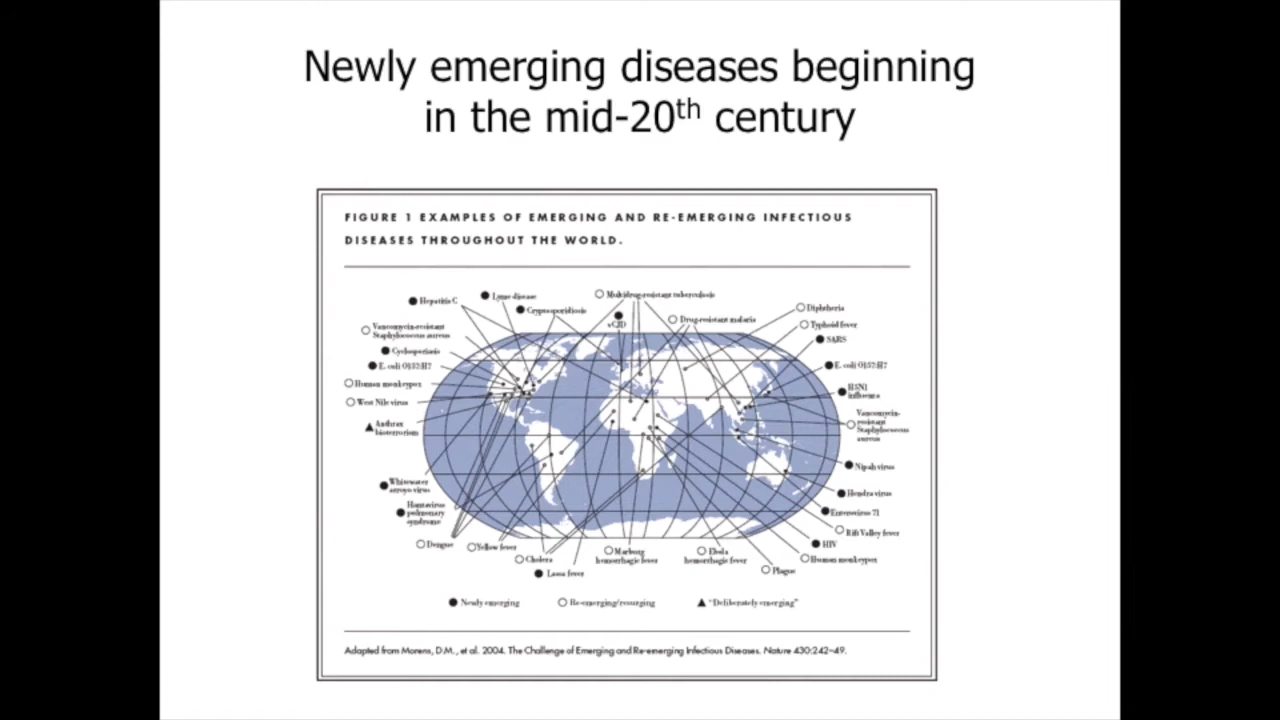 Newly emerging diseases beginning
in the mid-20th century
FIGURE 1 EXAMPLES OF EMERGING AND RE-EMERGING INFECTIOUS
DISEASES THROUGHOUT THE WORLD.
Hepatitis C
Lyme disease
Cryptosporidiosis
Multidrug-resistant tuberculosis
vCJD
Drug-resistant malaria
Diphtheria
Typhoid fever
SARS
Vancomycin-resistant
Staphylococcus aureus
Cyclosporiasis
E. coli O157:H7
Human monkeypox
West Nile virus
Anthrax
bioterrorism
E. coli O157:H7
H5N1
influenza
Vancomycin-
resistant
Staphylococcus
aureus
Nipah virus
Hendra virus
Enterovirus 71
Rift Valley fever
HIV
Human monkeypox
Plague
Whitewater
arroyo virus
Hantavirus
pulmonary
syndrome
Dengue
Yellow fever
Cholera
Lassa fever
Marburg
hemorrhagic fever
Ebola
hemorrhagic fever
Newly emerging
Re-emerging/resurging
"Deliberately emerging"
Adapted from Morens, D.M., et al. 2004. The Challenge of Emerging and Re-emerging Infectious Diseases. Nature 430:242–49.